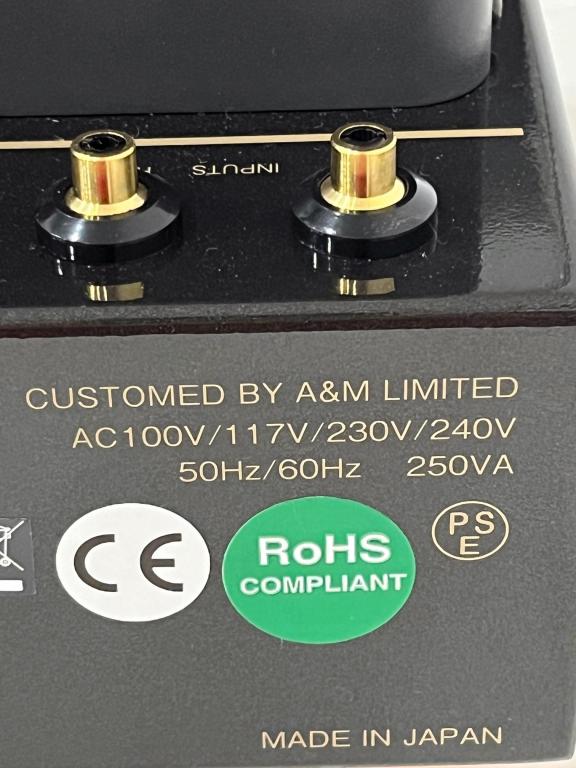 INPUTS
R
CUSTOMED BY A&M LIMITED
AC100V/117V/230V/240V
50Hz/60Hz 250VA
CE
RoHS
COMPLIANT
PS
E
MADE IN JAPAN